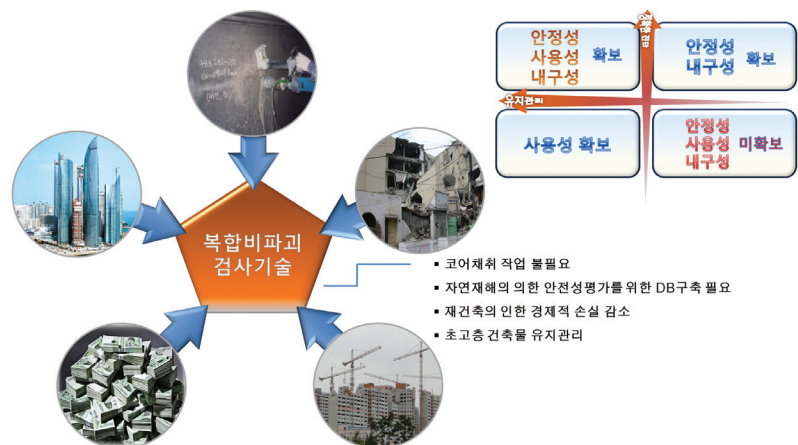 안정성
사용성 확보
내구성
정확한 진단
안정성
내구성 확보
유지관리
사용성 확보
안정성
사용성 미확보
내구성
복합비파괴
검사기술
▪ 코어채취 작업 불필요
▪ 자연재해의 의한 안전성평가를 위한 DB구축 필요
▪ 재건축의 인한 경제적 손실 감소
▪ 초고층 건축물 유지관리